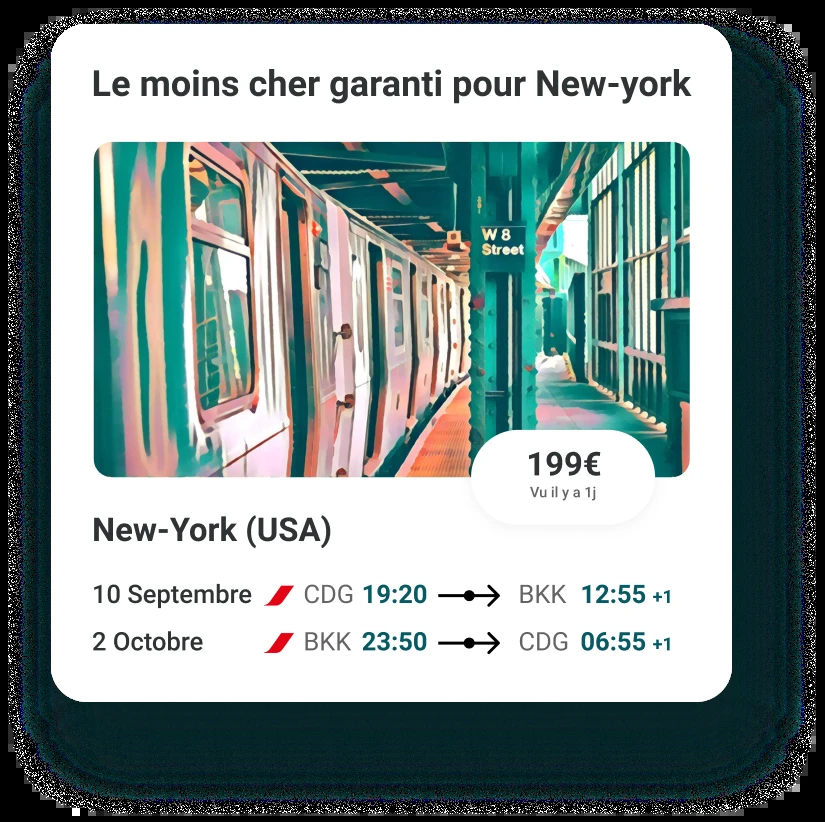 Le moins cher garanti pour New-york
W 8
Street
199€
Vu il y a 1j
New-York (USA)
10 Septembre CDG 19:20 BKK 12:55 +1
2 Octobre BKK 23:50 CDG 06:55 +1